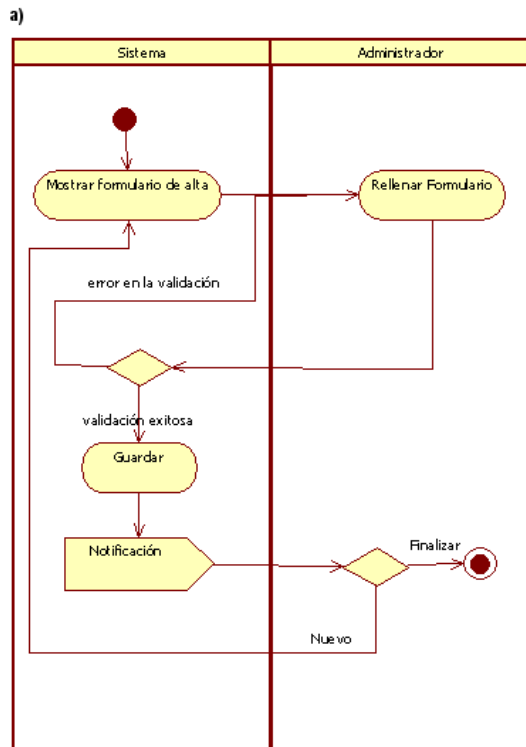 a)
Sistema
Administrador
Mostrar formulario de alta
Rellenar Formulario
error en la validación
validación exitosa
Guardar
Notificación
Finalizar
Nuevo